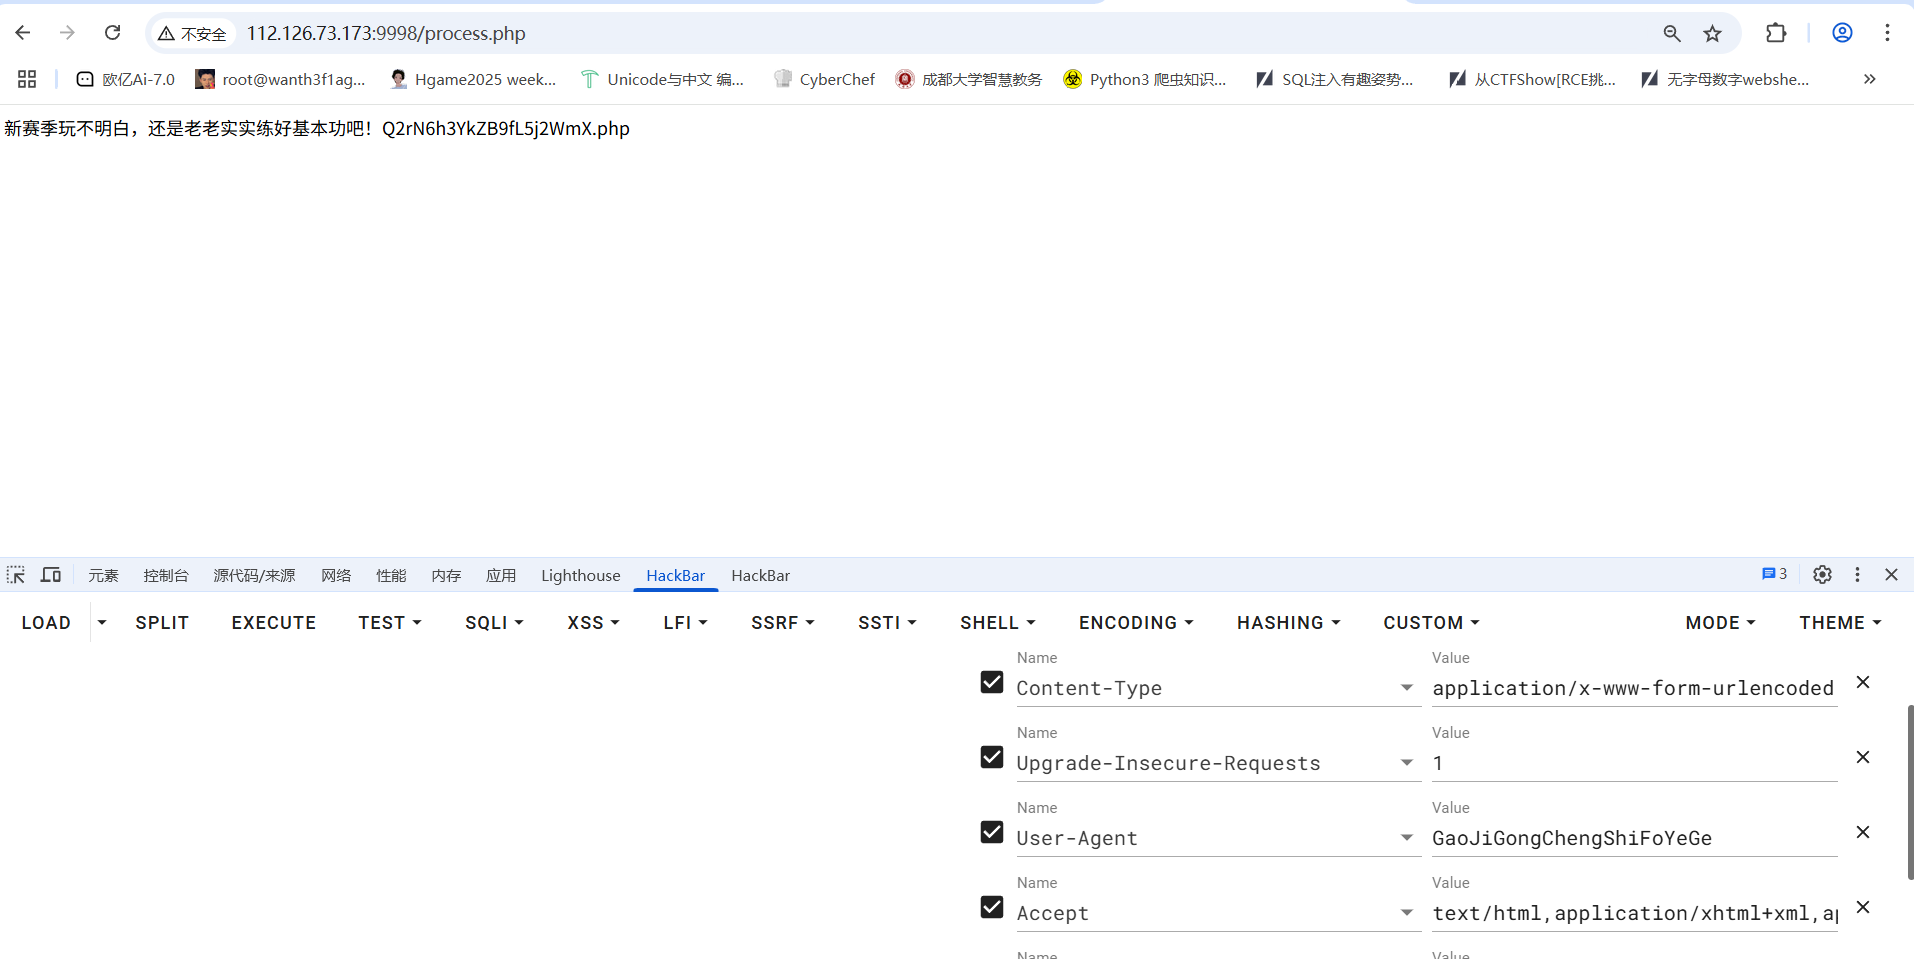 不安全 112.126.73.173:9998/process.php
欧亿Ai-7.0 root@wanth3f1ag... Hgame2025 week... Unicode与中文 编... CyberChef 成都大学智慧教务 Python3 爬虫知识... SQL注入有趣姿势... 从CTFShow[RCE挑... 无字母数字webshe... »
新赛季玩不明白，还是老老实实练好基本功吧！Q2rN6h3YkZB9fL5j2WmX.php
元素 控制台 源代码/来源 网络 性能 内存 应用 Lighthouse HackBar HackBar 3
LOAD SPLIT EXECUTE TEST SQLI XSS LFI SSRF SSTI SHELL ENCODING HASHING CUSTOM MODE THEME
Name Value
Content-Type application/x-www-form-urlencoded
Name Value
Upgrade-Insecure-Requests 1
Name Value
User-Agent GaoJiGongChengShiFoYeGe
Name Value
Accept text/html,application/xhtml+xml,ap
Name Value